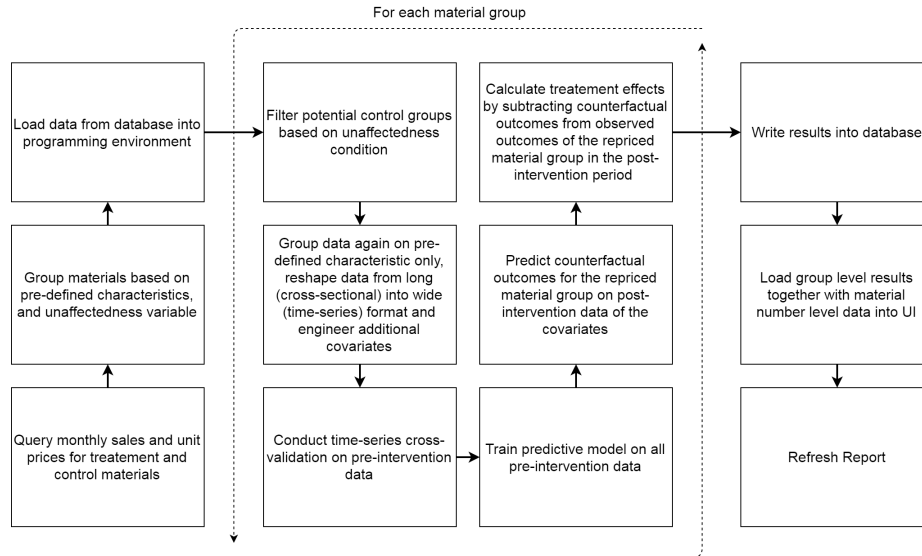 For each material group
Load data from database into
programming environment
Group materials based on
pre-defined characteristics,
and unaffectedness variable
Query monthly sales and unit
prices for treatment and
control materials
Filter potential control groups
based on unaffectedness
condition
Group data again on pre-
defined characteristic only,
reshape data from long
(cross-sectional) into wide
(time-series) format and
engineer additional
covariates
Conduct time-series cross-
validation on pre-intervention
data
Calculate treatement effects
by subtracting counterfactual
outcomes from observed
outcomes of the repriced
material group in the post-
intervention period
Predict counterfactual
outcomes for the repriced
material group on post-
intervention data of the
covariates
Train predictive model on all
pre-intervention data
Write results into database
Load group level results
together with material
number level data into UI
Refresh Report